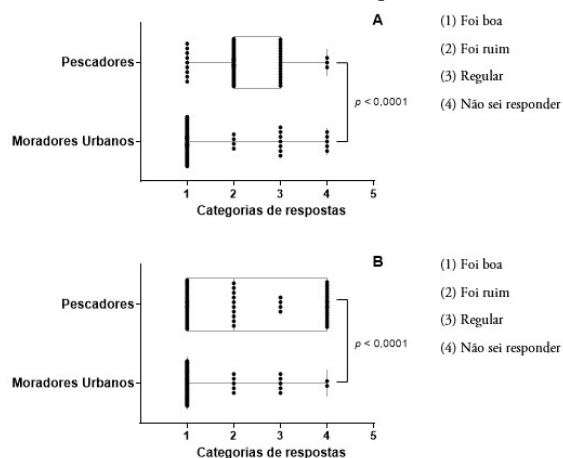 A
(1) Foi boa
(2) Foi ruim
(3) Regular
(4) Não sei responder
Pescadores
p < 0,0001
Moradores Urbanos
1 2 3 4 5
Categorias de respostas
B
(1) Foi boa
(2) Foi ruim
(3) Regular
(4) Não sei responder
Pescadores
p < 0,0001
Moradores Urbanos
1 2 3 4 5
Categorias de respostas